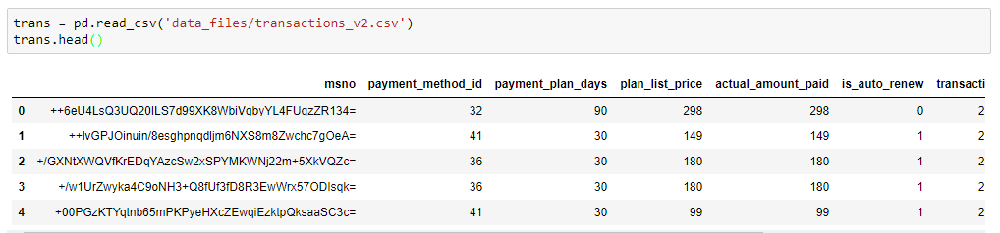 trans = pd.read_csv('data_files/transactions_v2.csv')
trans.head()
msno payment_method_id payment_plan_days plan_list_price actual_amount_paid is_auto_renew transacti
0 ++6eU4LsQ3UQ20ILS7d99XK8WbiVgbyYL4FUgzZR134= 32 90 298 298 0 2
1 ++lvGPJOinuin/8esghpnqdljm6NXS8m8Zwchc7gOeA= 41 30 149 149 1 2
2 +/GXNtXWQVfKrEDqYAzcSw2xSPYMKWNj22m+5XkVQZc= 36 30 180 180 1 2
3 +/w1UrZwyka4C9oNH3+Q8fUf3fD8R3EwWrx57ODIsqk= 36 30 180 180 1 2
4 +00PGzKTYqtnb65mPKPyeHXcZEwqiEzktpQksaaSC3c= 41 30 99 99 1 2